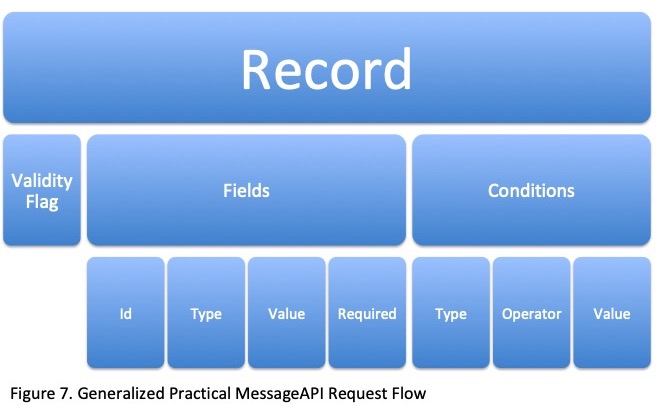 Record
Validity
Flag
Fields
Conditions
Id
Type
Value
Required
Type
Operator
Value
Figure 7. Generalized Practical MessageAPI Request Flow